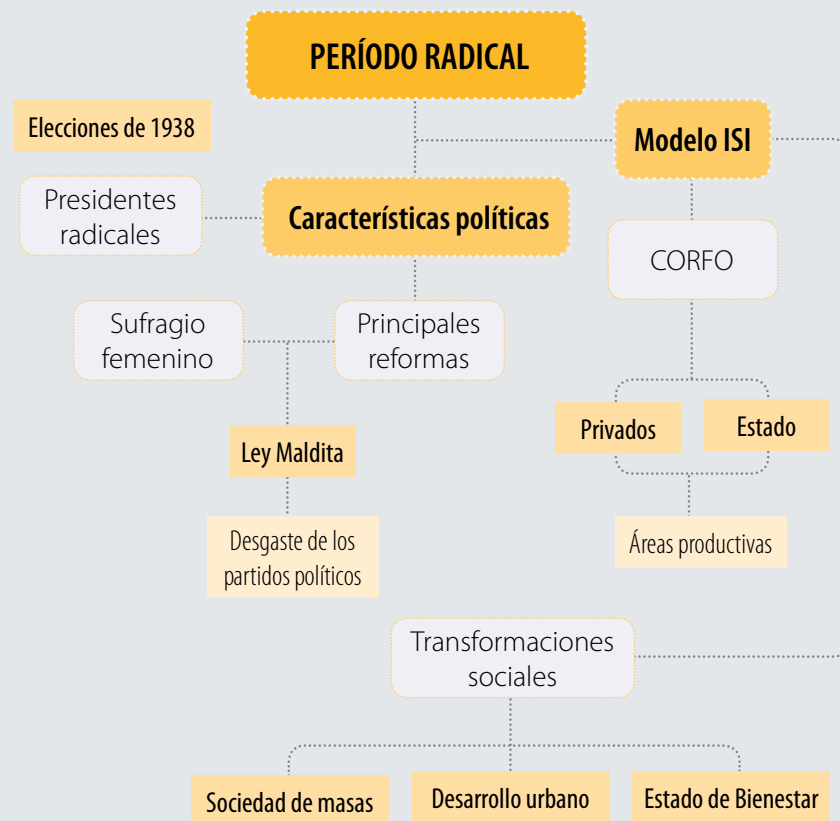 PERÍODO RADICAL
Elecciones de 1938
Modelo ISI
Presidentes
radicales
Característicás políticas
CORFO
Sufragio
femenino
Principales
reformas
Privados
Estado
Ley Maldita
Desgaste de los
partidos políticos
Áreas productivas
Transformaciones
sociales
Sociedad de masas
Desarrollo urbano
Estado de Bienestar